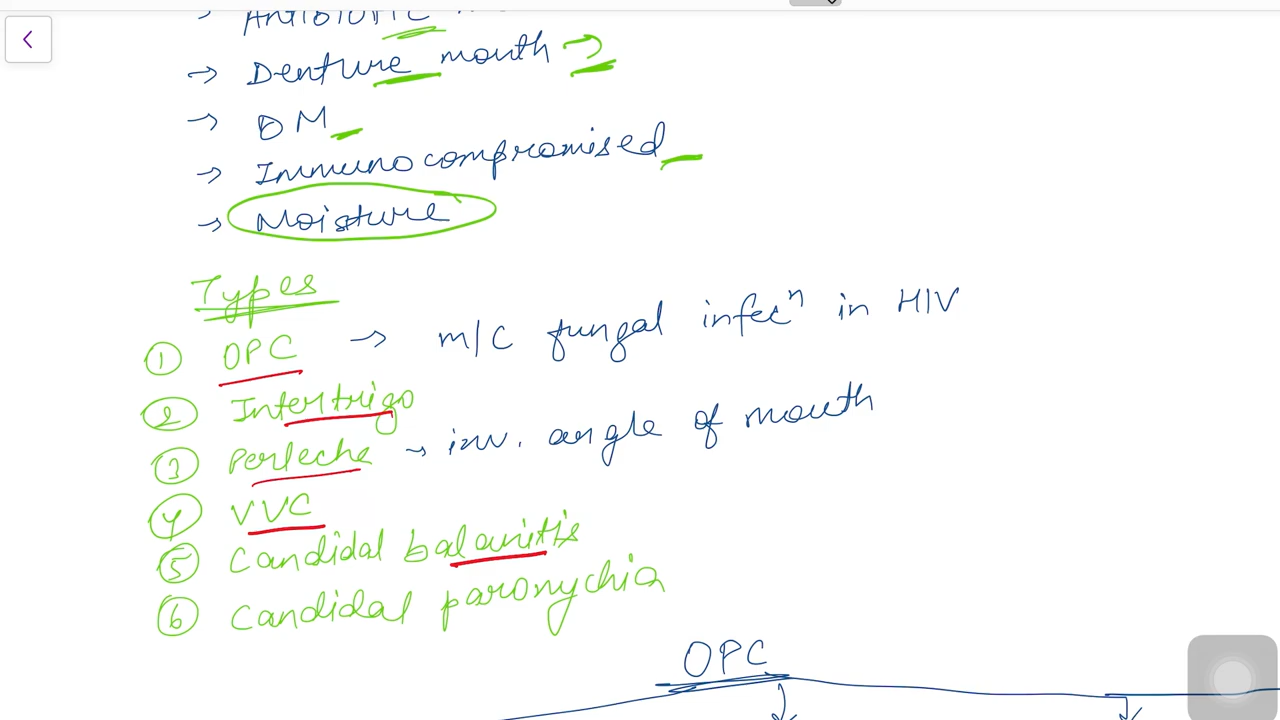 → Antibiotic
→ Denture mouth →
→ DM
→ Immunocompromised
→ Moisture
Types
① OPC → m/c fungal infecⁿ in HIV
② Intertrigo
③ Perleche → inv. angle of mouth
④ VVC
⑤ Candidal balanitis
⑥ Candidal paronychia
OPC